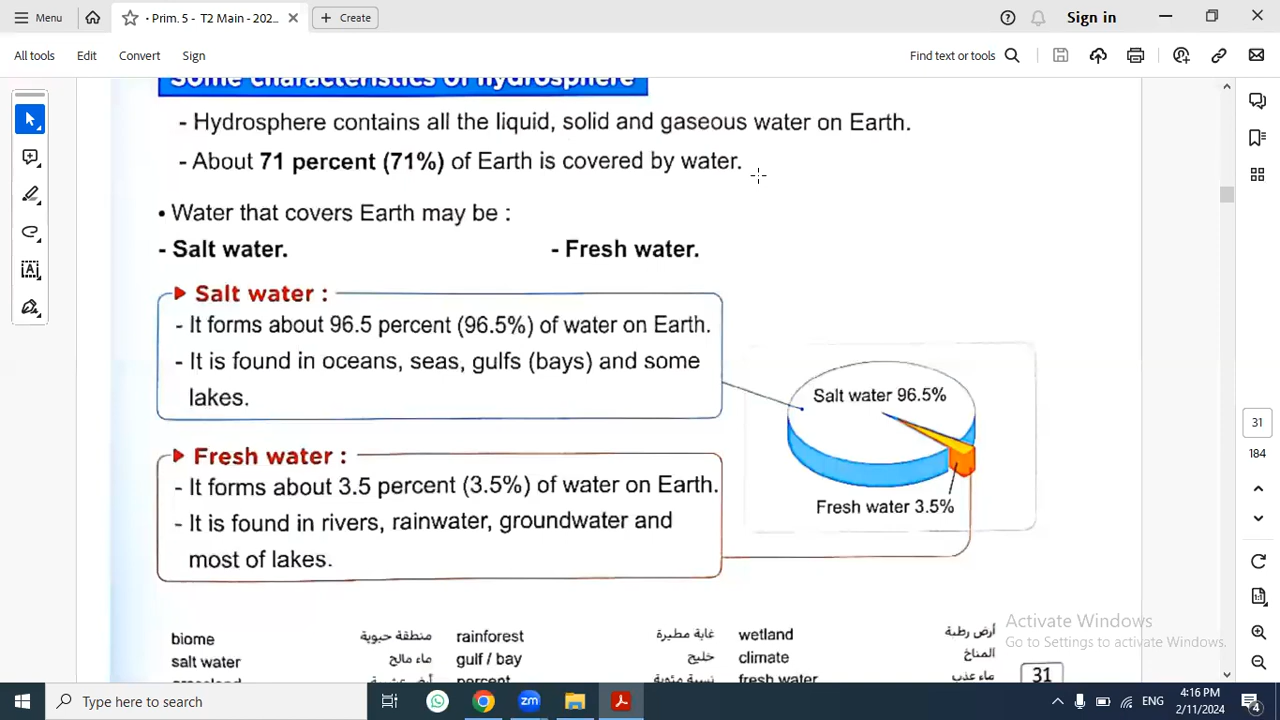 Menu
• Prim. 5 - T2 Main - 202...
Create
Sign in
All tools
Edit
Convert
Sign
Find text or tools
Some characteristics of hydrosphere
- Hydrosphere contains all the liquid, solid and gaseous water on Earth.
- About 71 percent (71%) of Earth is covered by water.
• Water that covers Earth may be :
- Salt water.
- Fresh water.
Salt water :
- It forms about 96.5 percent (96.5%) of water on Earth.
- It is found in oceans, seas, gulfs (bays) and some
lakes.
Salt water 96.5%
Fresh water 3.5%
Fresh water :
- It forms about 3.5 percent (3.5%) of water on Earth.
- It is found in rivers, rainwater, groundwater and
most of lakes.
biome منطقة حيوية rainforest غابة مطيرة wetland أرض رطبة
salt water ماء مالح gulf / bay خليج climate المناخ
percent نسبة مئوية fresh water ماء عذب
31
31
184
Activate Windows
Go to Settings to activate Windows.
Type here to search
zm
ENG
4:16 PM
2/11/2024
4